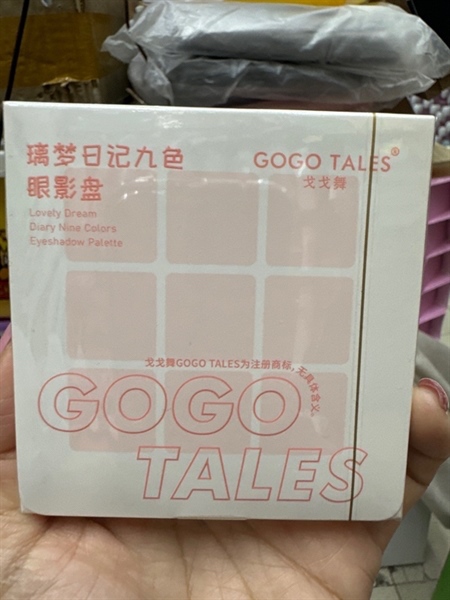 璃梦日记九色
眼影盘
Lovely Dream
Diary Nine Colors
Eyeshadow Palette
GOGO TALES®
戈戈舞
戈戈舞GOGO TALES为注册商标,无具体含义。
GOGO
TALES